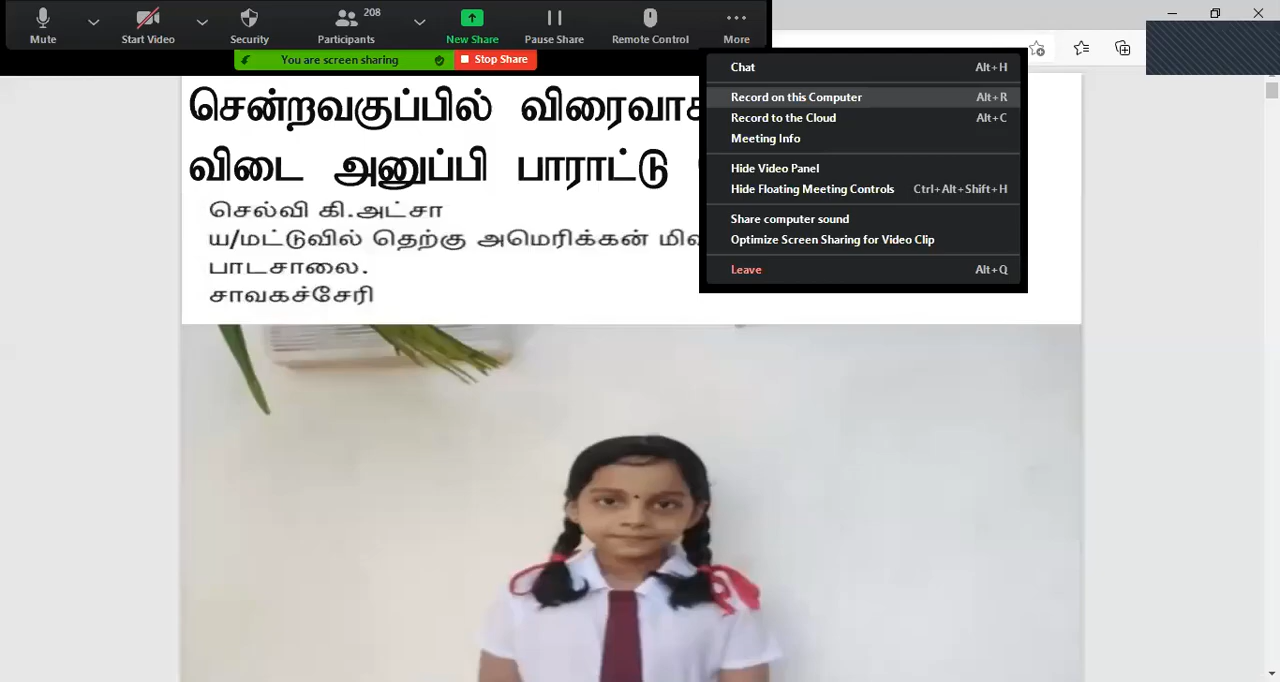 208
Mute
Start Video
Security
Participants
New Share
Pause Share
Remote Control
More
You are screen sharing
Stop Share
Chat Alt+H
Record on this Computer Alt+R
Record to the Cloud Alt+C
Meeting Info
Hide Video Panel
Hide Floating Meeting Controls Ctrl+Alt+Shift+H
Share computer sound
Optimize Screen Sharing for Video Clip
Leave Alt+Q
சென்றவகுப்பில் விரைவாக
விடை அனுப்பி பாராட்டு
செல்வி கி.அட்சா
ய/மட்டுவில் தெற்கு அமெரிக்கன்
பாடசாலை.
சாவகச்சேரி